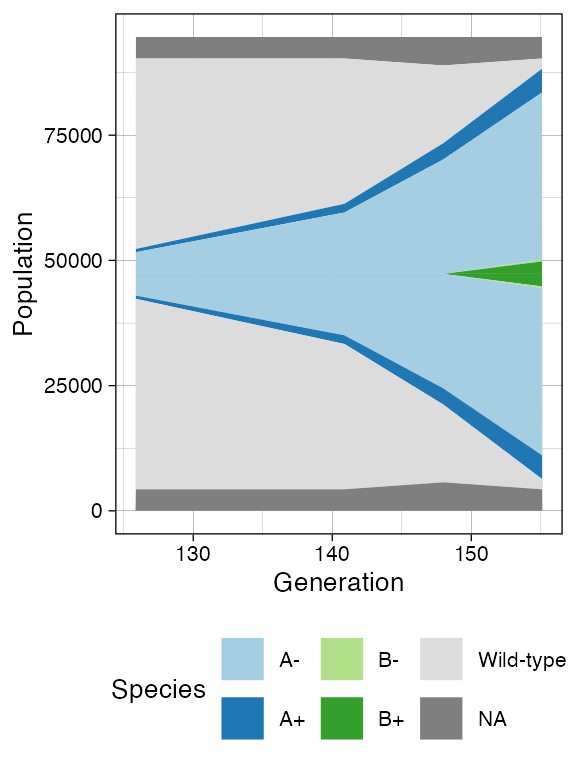 75000
50000
25000
0
Population
130 140 150
Generation
Species
A- B- Wild-type
A+ B+ NA